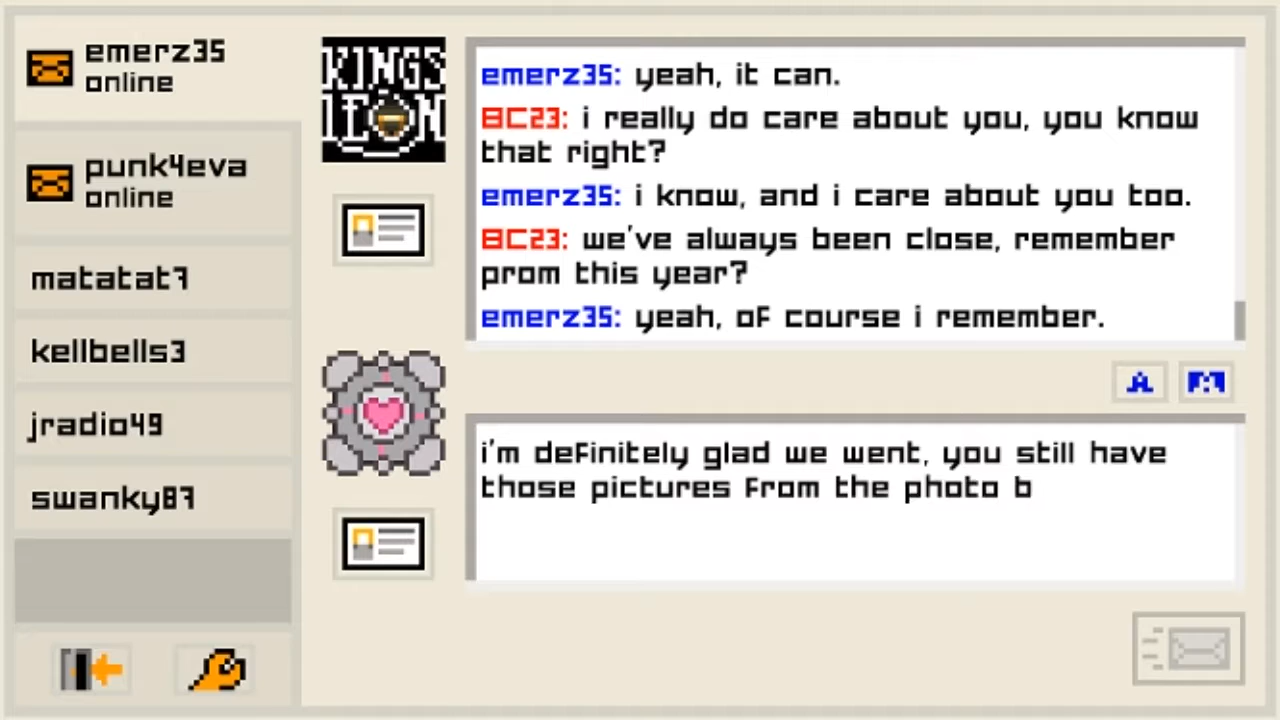 emerz35
online
punk4eva
online
matatat7
kellbells3
jradio49
swanky87
KINGS
LEON
emerz35: yeah, it can.
BC23: i really do care about you, you know
that right?
emerz35: i know, and i care about you too.
BC23: we've always been close, remember
prom this year?
emerz35: yeah, of course i remember.
A
A
i'm definitely glad we went, you still have
those pictures from the photo b